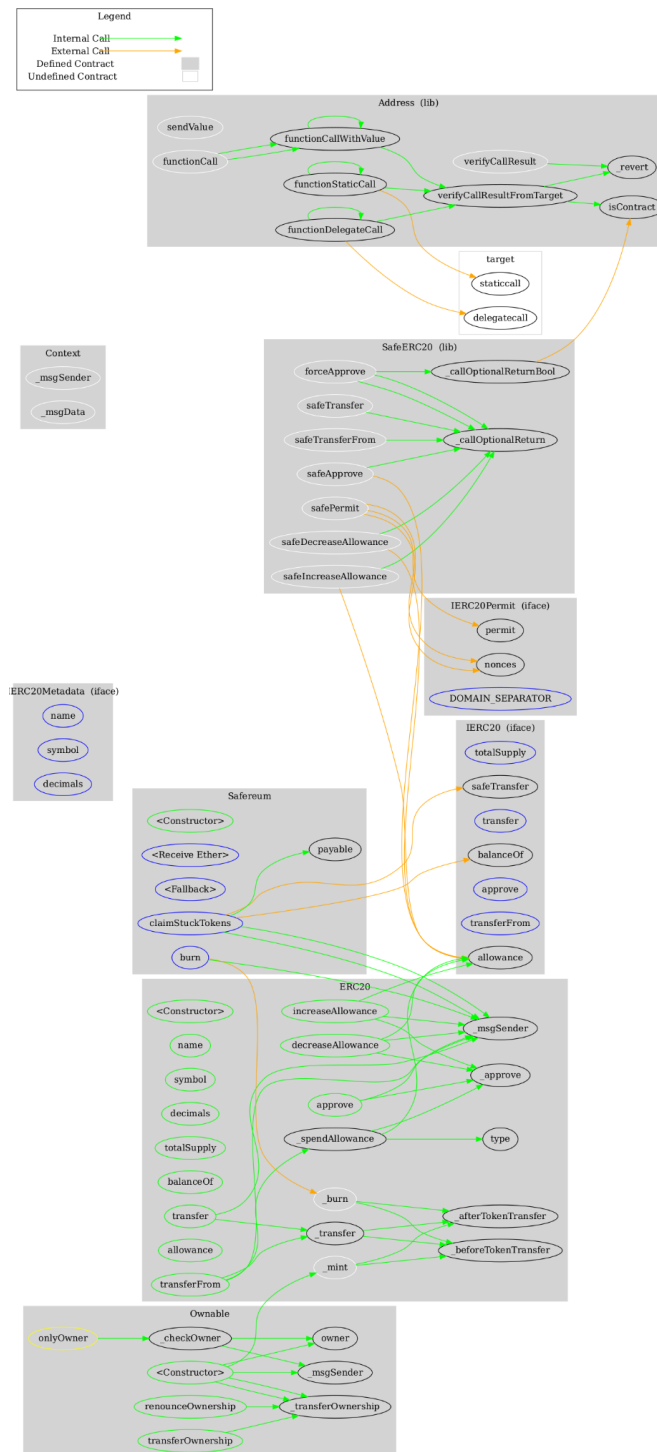 Legend
Internal Call
External Call
Defined Contract
Undefined Contract
Address (lib)
sendValue
functionCall
functionCallWithValue
functionStaticCall
functionDelegateCall
verifyCallResult
verifyCallResultFromTarget
_revert
isContract
target
staticcall
delegatecall
Context
_msgSender
_msgData
SafeERC20 (lib)
forceApprove
safeTransfer
safeTransferFrom
safeApprove
safePermit
safeDecreaseAllowance
safeIncreaseAllowance
_callOptionalReturnBool
_callOptionalReturn
IERC20Permit (iface)
permit
nonces
DOMAIN_SEPARATOR
IERC20Metadata (iface)
name
symbol
decimals
IERC20 (iface)
totalSupply
safeTransfer
transfer
balanceOf
approve
transferFrom
allowance
Safereum
<Constructor>
<Receive Ether>
<Fallback>
claimStuckTokens
burn
payable
ERC20
<Constructor>
name
symbol
decimals
totalSupply
balanceOf
transfer
allowance
transferFrom
increaseAllowance
decreaseAllowance
approve
_spendAllowance
_burn
_transfer
_mint
_msgSender
_approve
type
_afterTokenTransfer
_beforeTokenTransfer
Ownable
onlyOwner
_checkOwner
<Constructor>
renounceOwnership
transferOwnership
owner
_msgSender
_transferOwnership